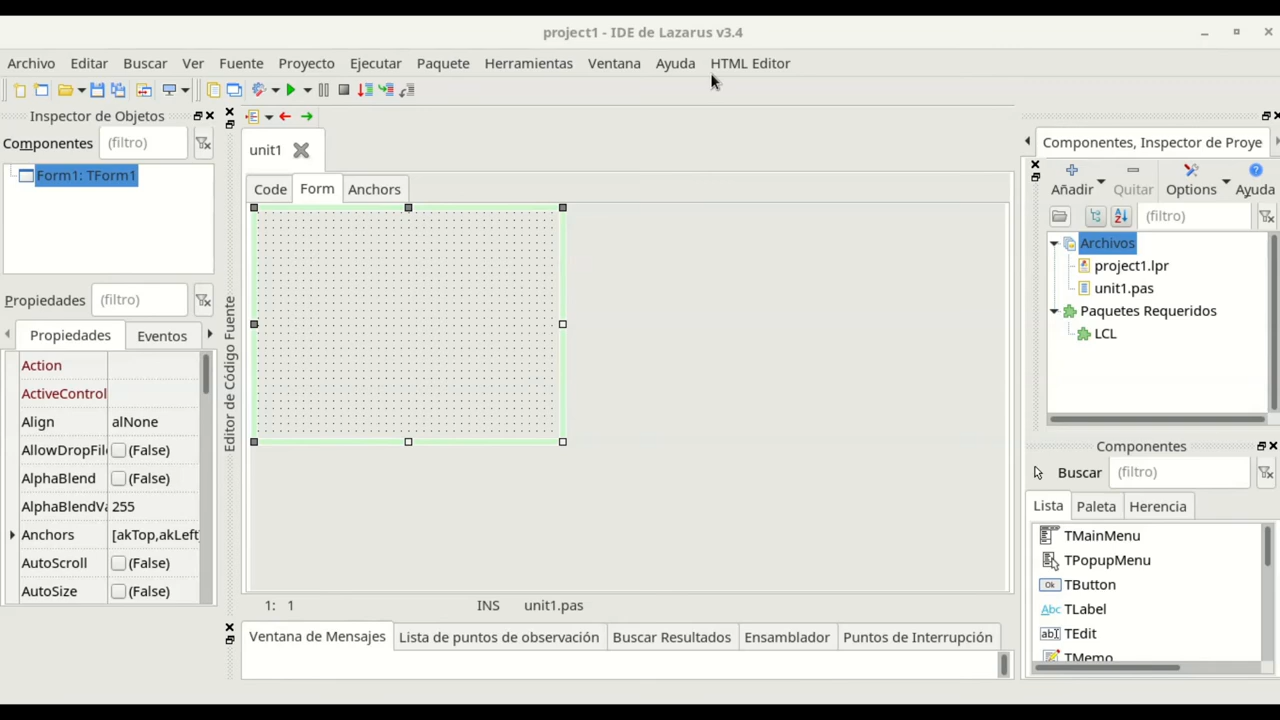 project1 - IDE de Lazarus v3.4
Archivo Editar Buscar Ver Fuente Proyecto Ejecutar Paquete Herramientas Ventana Ayuda HTML Editor
Inspector de Objetos
Componentes (filtro)
Form1: TForm1
Propiedades (filtro)
Propiedades Eventos
Action
ActiveControl
Align alNone
AllowDropFil (False)
AlphaBlend (False)
AlphaBlendVa 255
Anchors [akTop,akLeft]
AutoScroll (False)
AutoSize (False)
Editor de Código Fuente
unit1
Code Form Anchors
1: 1 INS unit1.pas
Ventana de Mensajes Lista de puntos de observación Buscar Resultados Ensamblador Puntos de Interrupción
Componentes, Inspector de Proye
Añadir Quitar Options Ayuda
(filtro)
Archivos
project1.lpr
unit1.pas
Paquetes Requeridos
LCL
Componentes
Buscar (filtro)
Lista Paleta Herencia
TMainMenu
TPopupMenu
Ok TButton
Abc TLabel
abI TEdit
TMemo